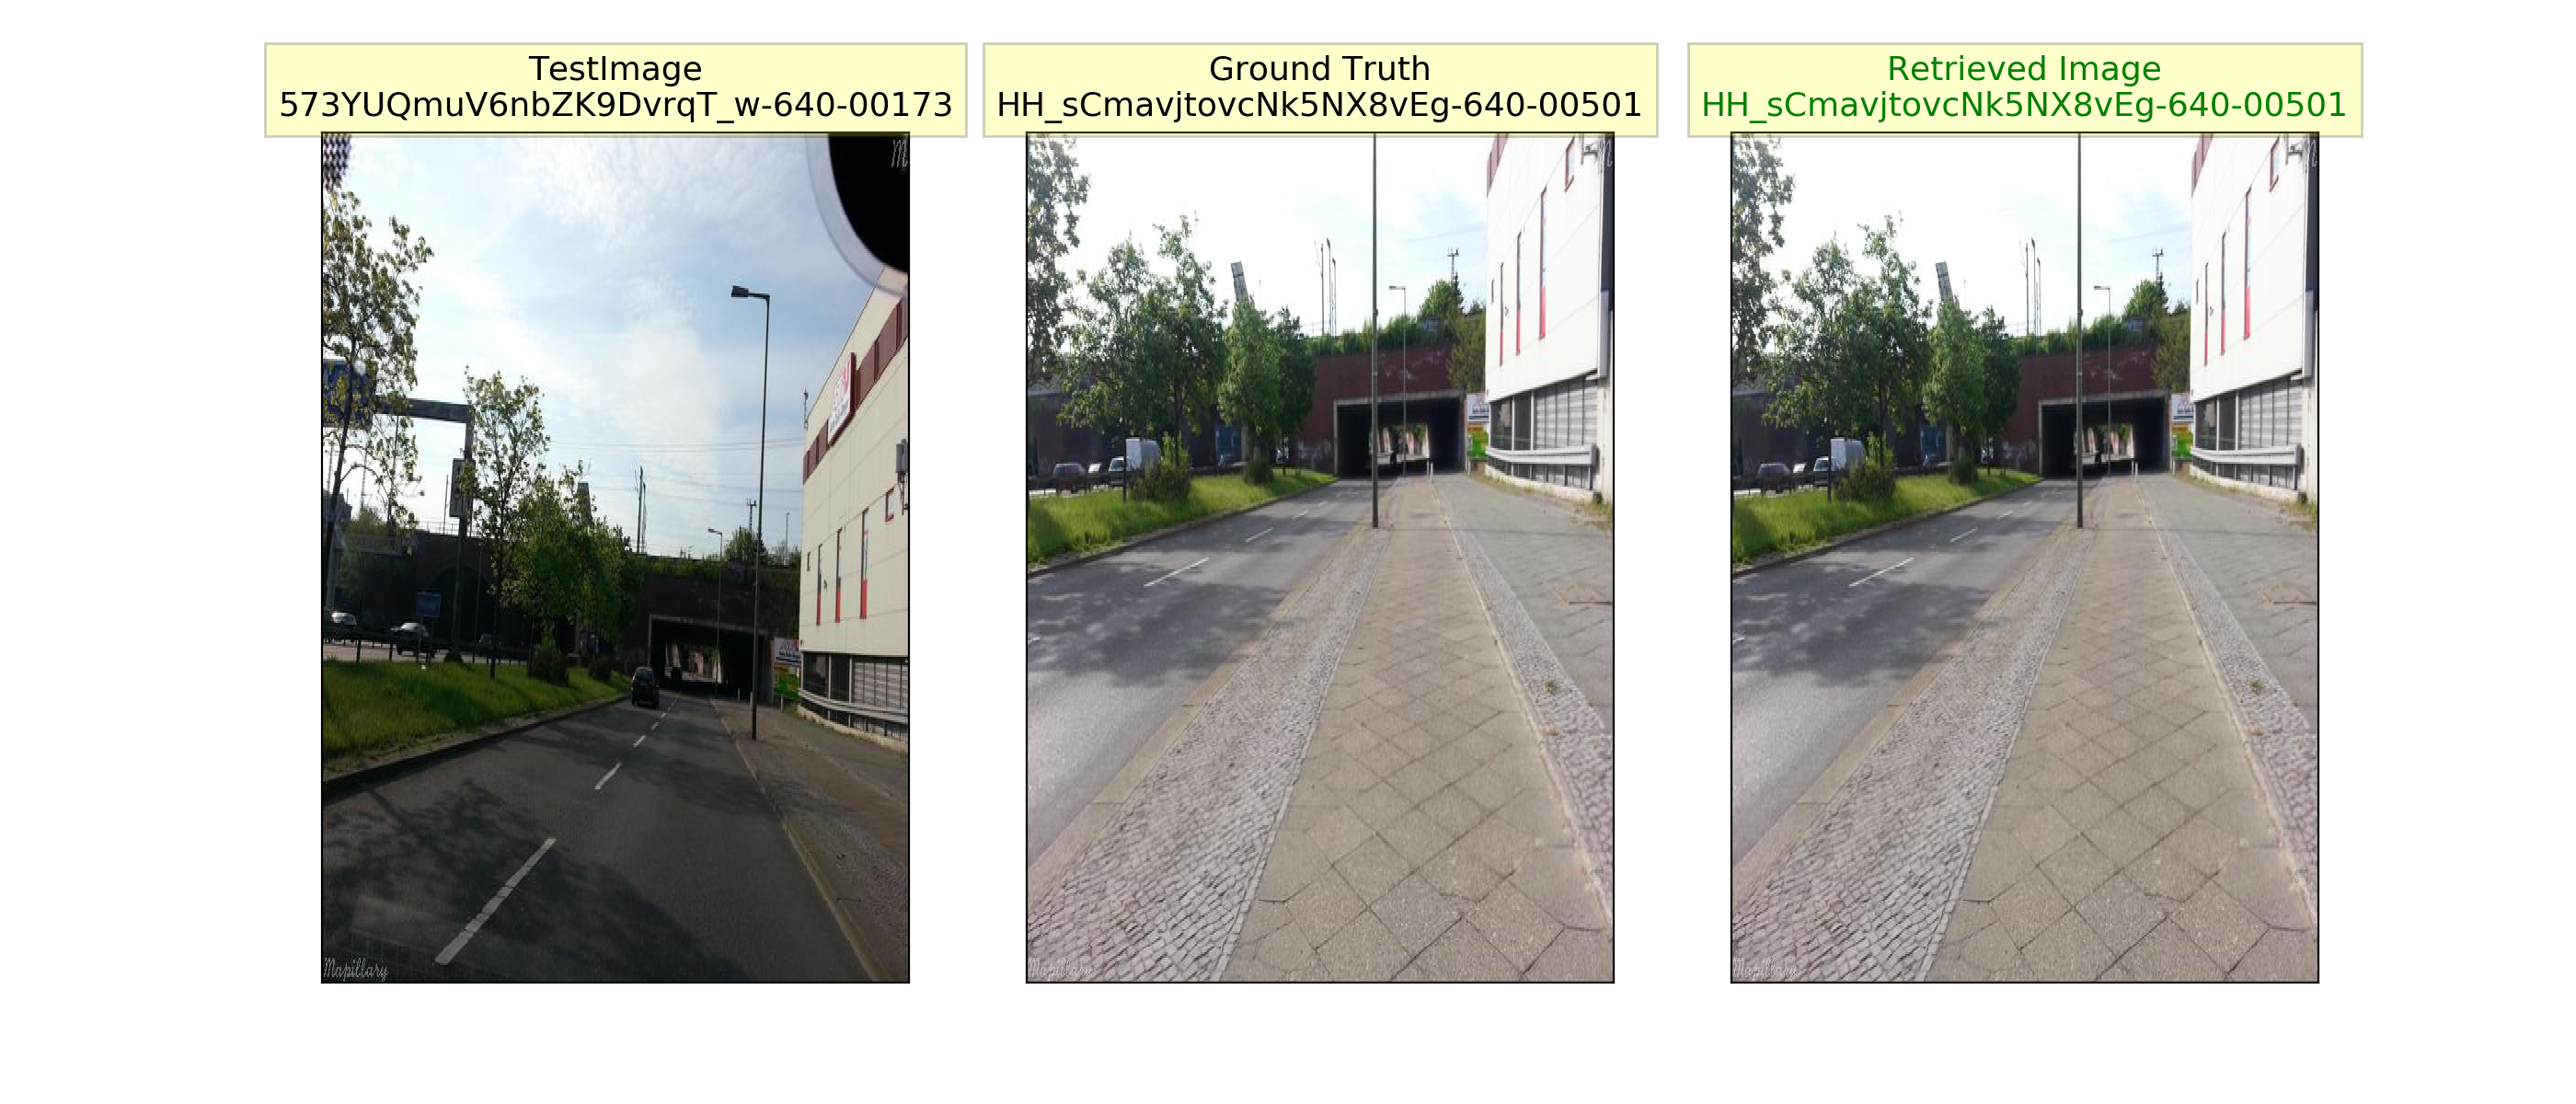 TestImage
573YUQmuV6nbZK9DvrqT_w-640-00173
Ground Truth
HH_sCmavjtovcNk5NX8vEg-640-00501
Retrieved Image
HH_sCmavjtovcNk5NX8vEg-640-00501
M
Mapillary
Mapillary
Mapillary